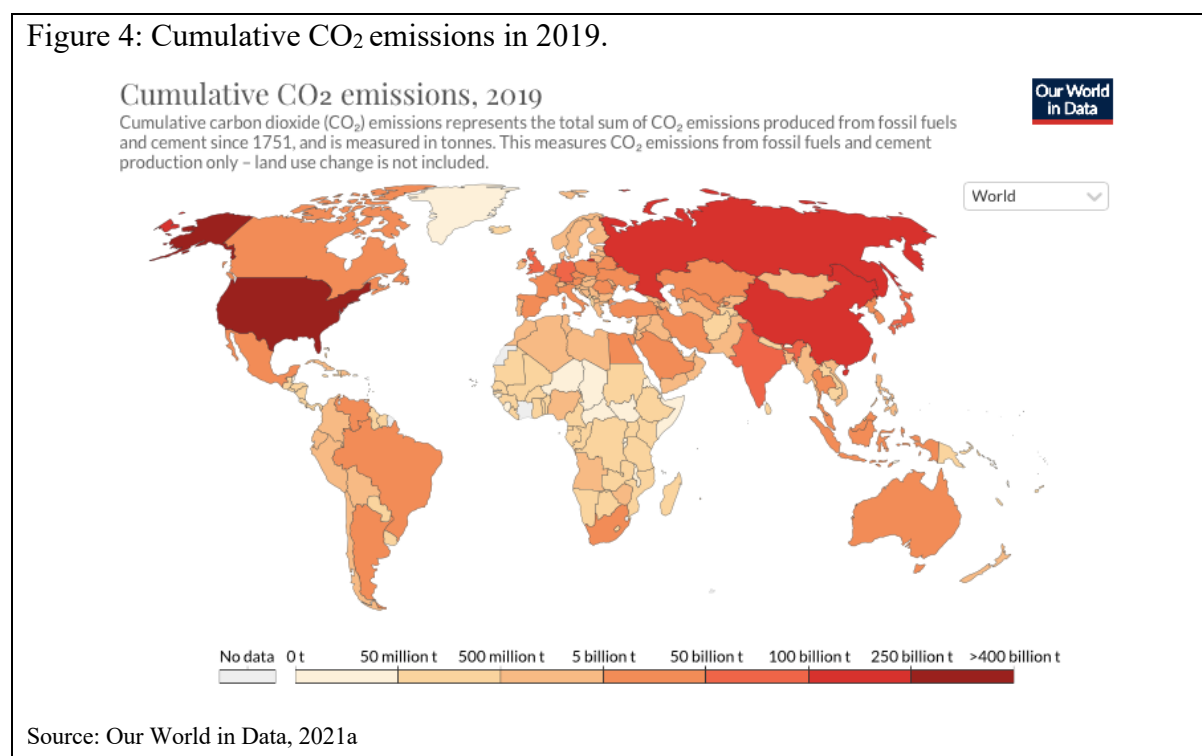 Figure 4: Cumulative CO₂ emissions in 2019.
Cumulative CO₂ emissions, 2019
Our World
in Data
Cumulative carbon dioxide (CO₂) emissions represents the total sum of CO₂ emissions produced from fossil fuels
and cement since 1751, and is measured in tonnes. This measures CO₂ emissions from fossil fuels and cement
production only – land use change is not included.
World
No data 0 t 50 million t 500 million t 5 billion t 50 billion t 100 billion t 250 billion t >400 billion t
Source: Our World in Data, 2021a